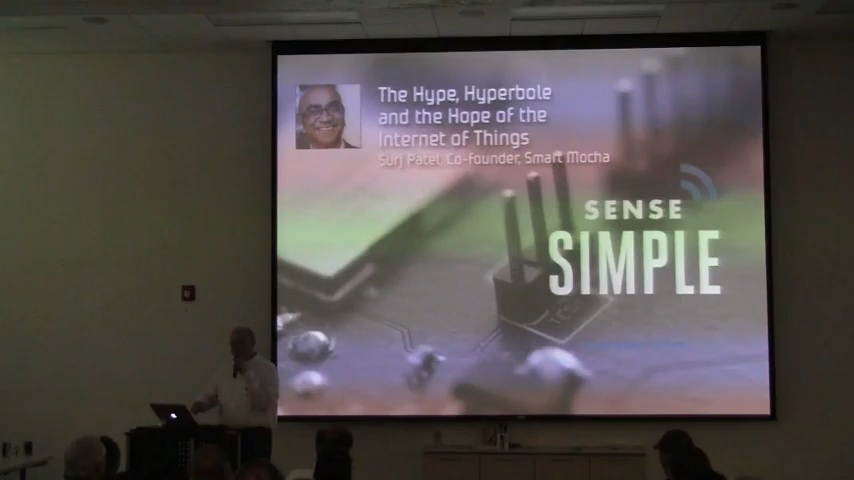 The Hype, Hyperbole
and the Hope of the
Internet of Things
Surj Patel, Co-founder, Smart Mocha
SENSE
SIMPLE